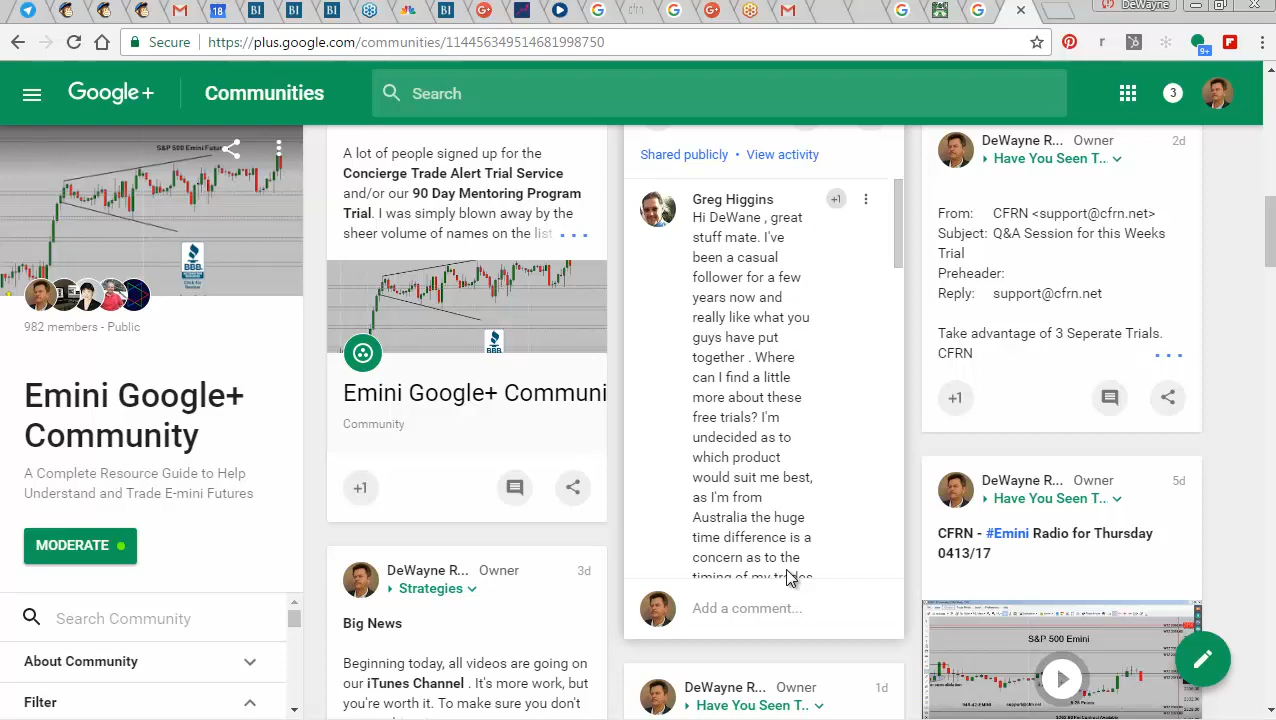 DeWayne
Secure
https://plus.google.com/communities/114456349514681998750
9+
Google+
Communities
Search
3
S&P 500 Emini Futur
BBB
982 members - Public
Emini Google+
Community
A Complete Resource Guide to Help
Understand and Trade E-mini Futures
MODERATE
Search Community
About Community
Filter
A lot of people signed up for the
Concierge Trade Alert Trial Service
and/or our 90 Day Mentoring Program
Trial. I was simply blown away by the
sheer volume of names on the list
BBB
Emini Google+ Communi
Community
+1
DeWayne R... Owner 3d
Strategies
Big News
Beginning today, all videos are going on
our iTunes Channel . It's more work, but
you're worth it. To make sure you don't
Shared publicly • View activity
Greg Higgins
+1
Hi DeWane , great
stuff mate. I've
been a casual
follower for a few
years now and
really like what you
guys have put
together . Where
can I find a little
more about these
free trials? I'm
undecided as to
which product
would suit me best,
as I'm from
Australia the huge
time difference is a
concern as to the
timing of my trades
Add a comment...
DeWayne R... Owner 1d
Have You Seen T..
DeWayne R... Owner 2d
Have You Seen T...
From: CFRN <support@cfrn.net>
Subject: Q&A Session for this Weeks
Trial
Preheader:
Reply: support@cfrn.net
Take advantage of 3 Seperate Trials.
CFRN
+1
DeWayne R... Owner 5d
Have You Seen T...
CFRN - #Emini Radio for Thursday
0413/17
S&P 500 Emini